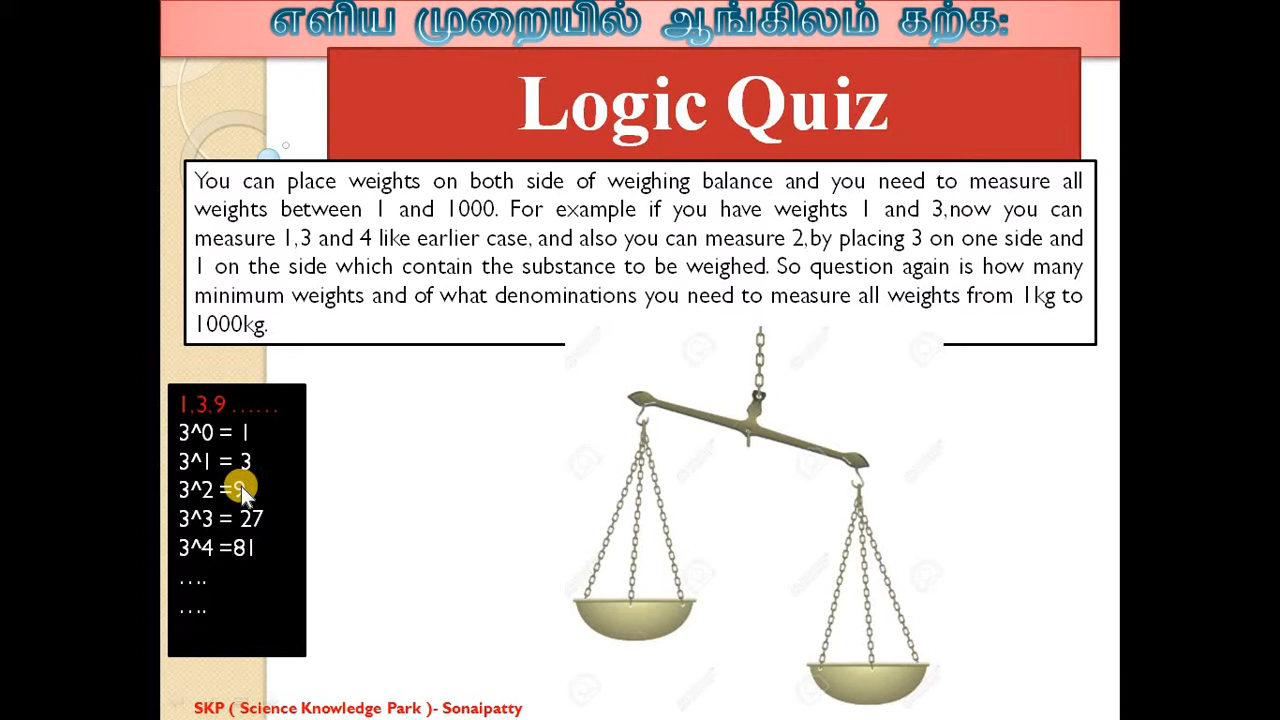 எளிய முறையில் ஆங்கிலம் கற்க:
Logic Quiz
You can place weights on both side of weighing balance and you need to measure all
weights between 1 and 1000. For example if you have weights 1 and 3,now you can
measure 1,3 and 4 like earlier case, and also you can measure 2,by placing 3 on one side and
1 on the side which contain the substance to be weighed. So question again is how many
minimum weights and of what denominations you need to measure all weights from 1kg to
1000kg.
1,3,9 ……
3^0 = 1
3^1 = 3
3^2 =9
3^3 = 27
3^4 =81
….
….
SKP ( Science Knowledge Park )- Sonaipatty